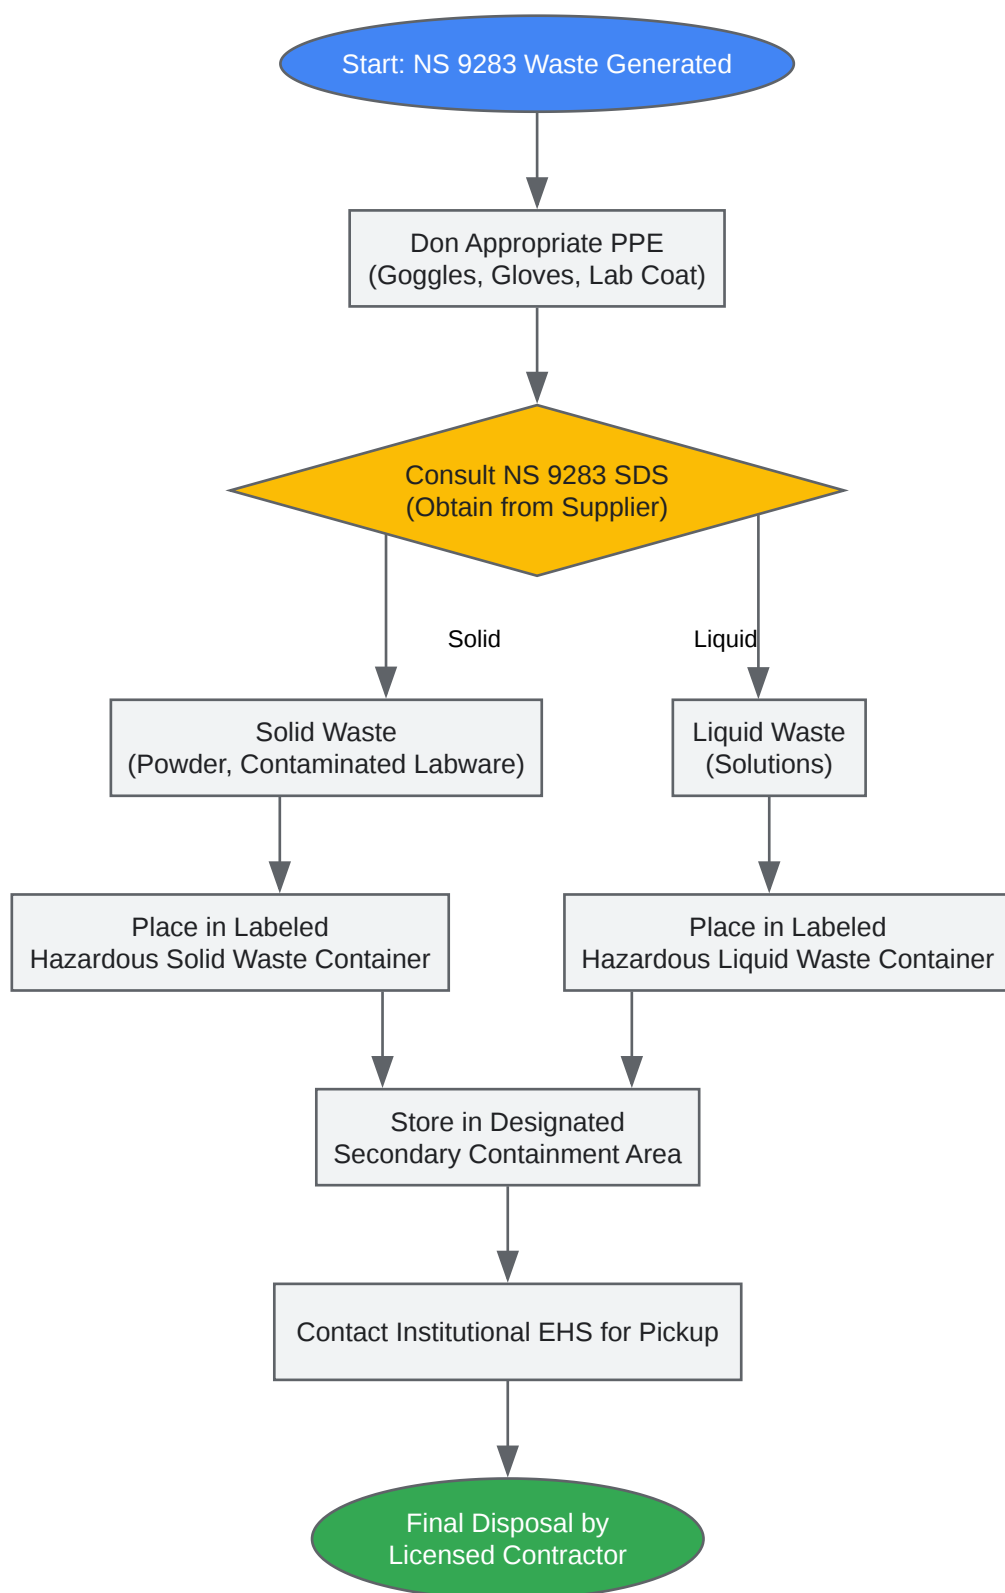 Start: NS 9283 Waste Generated
Don Appropriate PPE
(Goggles, Gloves, Lab Coat)
Consult NS 9283 SDS
(Obtain from Supplier)
Solid
Liquid
Solid Waste
(Powder, Contaminated Labware)
Liquid Waste
(Solutions)
Place in Labeled
Hazardous Solid Waste Container
Place in Labeled
Hazardous Liquid Waste Container
Store in Designated
Secondary Containment Area
Contact Institutional EHS for Pickup
Final Disposal by
Licensed Contractor